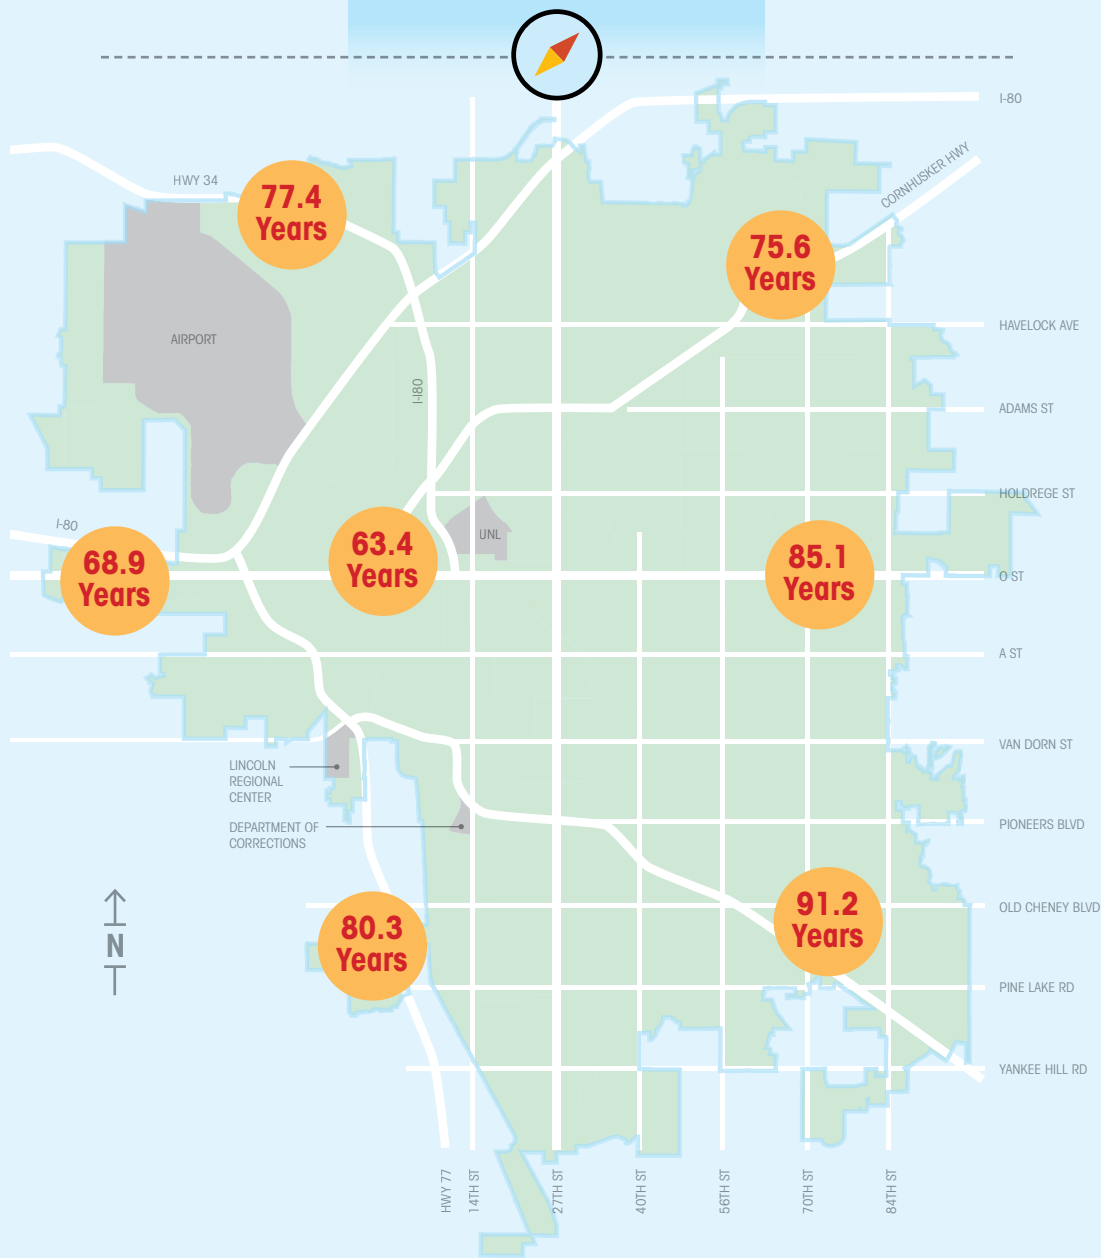 I-80
CORNHUSKER HWY
HWY 34
77.4
Years
75.6
Years
HAVELOCK AVE
AIRPORT
I-180
ADAMS ST
HOLDREGE ST
I-80
UNL
63.4
Years
68.9
Years
85.1
Years
O ST
A ST
VAN DORN ST
LINCOLN
REGIONAL
CENTER
DEPARTMENT OF
CORRECTIONS
PIONEERS BLVD
N
80.3
Years
91.2
Years
OLD CHENEY BLVD
PINE LAKE RD
YANKEE HILL RD
HWY 77
14TH ST
27TH ST
40TH ST
56TH ST
70TH ST
84TH ST